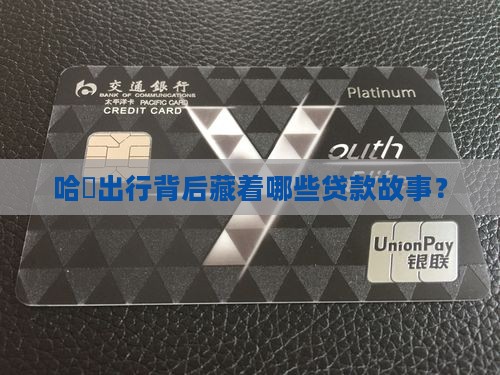 交通銀行
BANK OF COMMUNICATIONS
太平洋卡 PACIFIC CARD
CREDIT CARD
Platinum
Youth
哈出行背后藏着哪些贷款故事？
UnionPay
银联